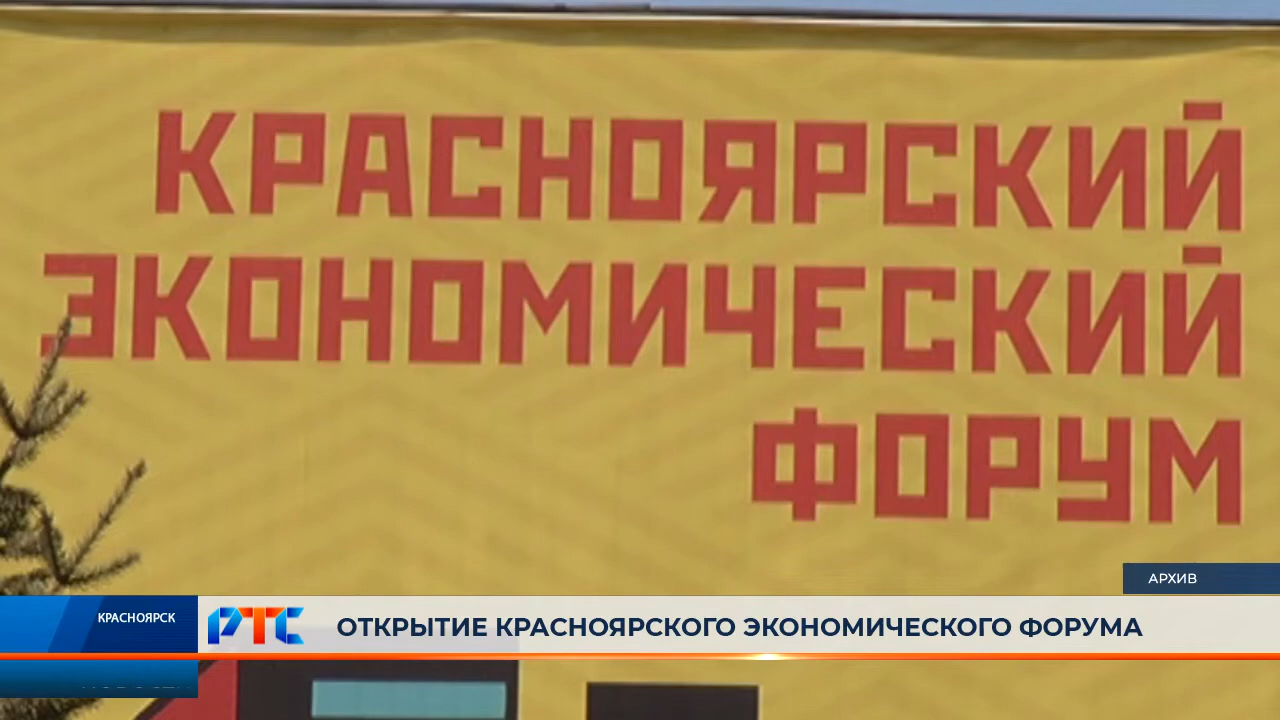 КРАСНОЯРСКИЙ
ЭКОНОМИЧЕСКИЙ
ФОРУМ
АРХИВ
КРАСНОЯРСК
РТС
ОТКРЫТИЕ КРАСНОЯРСКОГО ЭКОНОМИЧЕСКОГО ФОРУМА